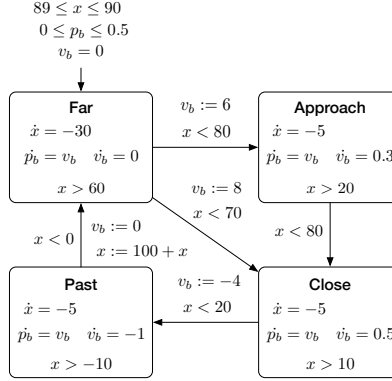 89 ≤ x ≤ 90
0 ≤ p_b ≤ 0.5
v_b = 0
Far
ẋ = −30
ṗ_b = v_b   v̇_b = 0
x > 60
v_b := 6
x < 80
Approach
ẋ = −5
ṗ_b = v_b   v̇_b = 0.3
x > 20
v_b := 8
x < 70
x < 80
x < 0
v_b := 0
x := 100 + x
Past
ẋ = −5
ṗ_b = v_b   v̇_b = −1
x > −10
v_b := −4
x < 20
Close
ẋ = −5
ṗ_b = v_b   v̇_b = 0.5
x > 10